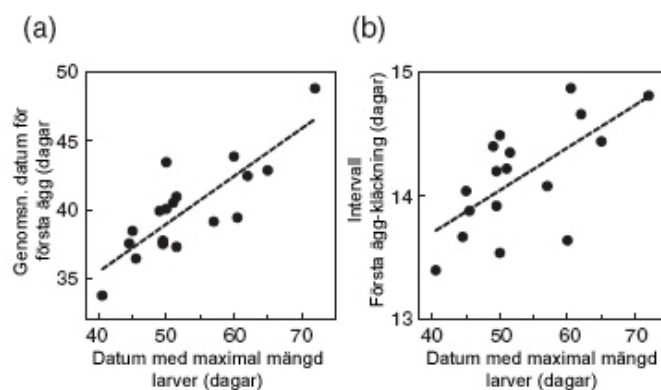 (a)
Genomsn. datum för
första ägg (dagar
50
45
40
35
40 50 60 70
Datum med maximal mängd
larver (dagar)
(b)
Intervall
Första ägg-kläckning (dagar)
15
14
13
40 50 60 70
Datum med maximal mängd
larver (dagar)